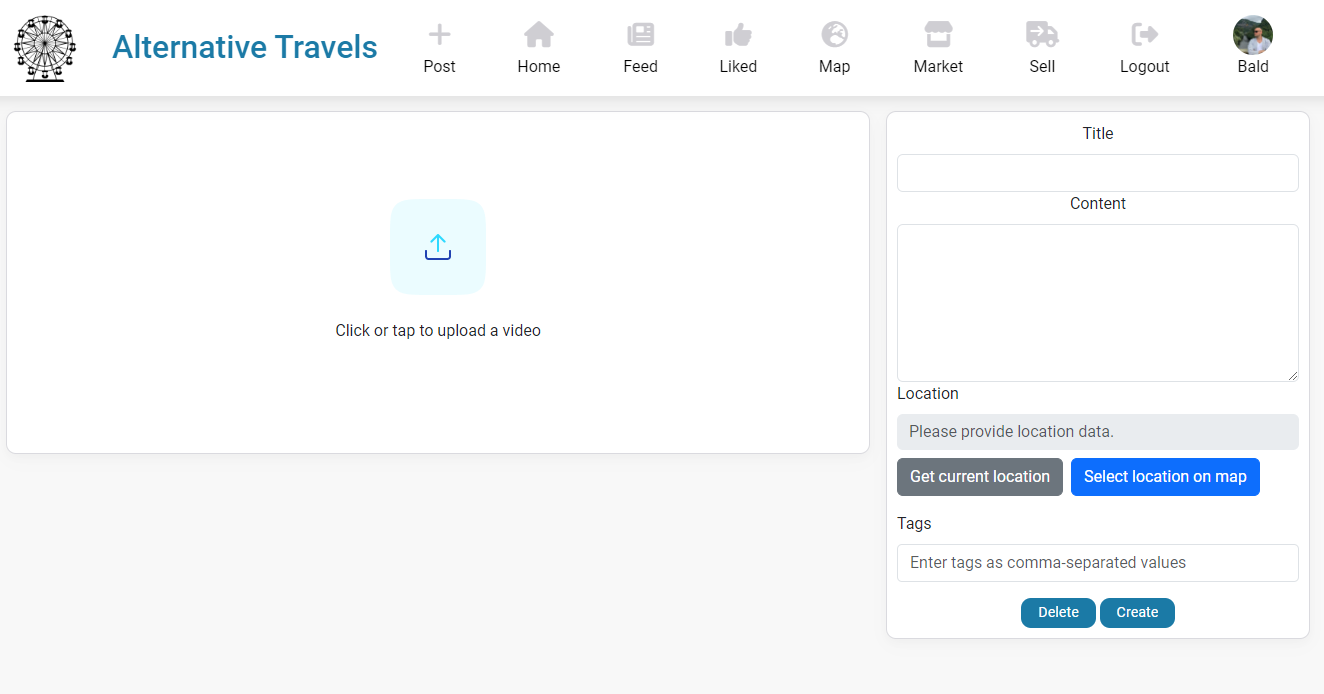 Alternative Travels
Post Home Feed Liked Map Market Sell Logout Bald
Click or tap to upload a video
Title
Content
Location
Please provide location data.
Get current location Select location on map
Tags
Enter tags as comma-separated values
Delete Create